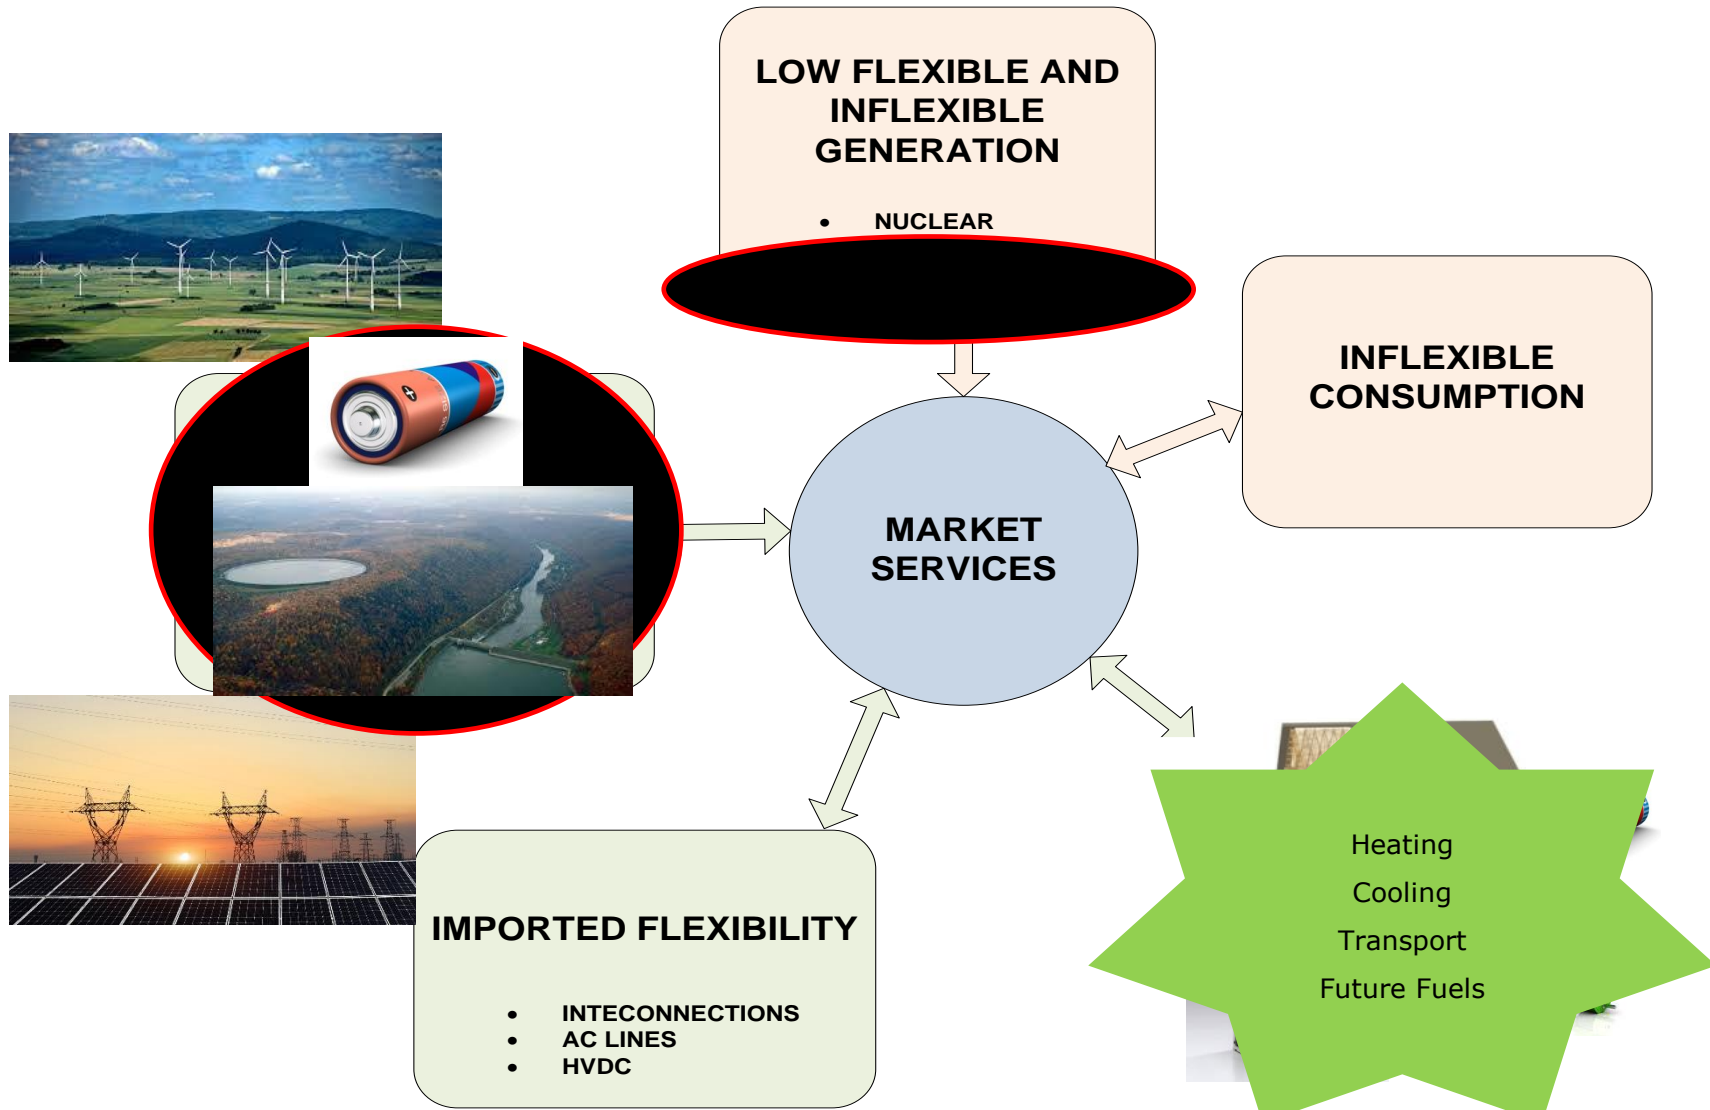 LOW FLEXIBLE AND
INFLEXIBLE
GENERATION
• NUCLEAR
INFLEXIBLE
CONSUMPTION
MARKET
SERVICES
IMPORTED FLEXIBILITY
• INTECONNECTIONS
• AC LINES
• HVDC
Heating
Cooling
Transport
Future Fuels